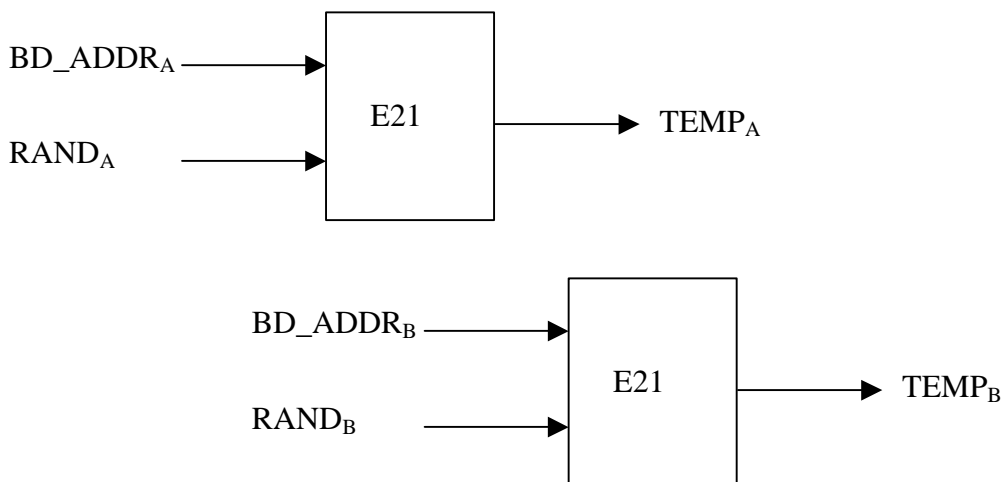 BD_ADDRA
E21
TEMPA
RANDA
BD_ADDRB
E21
TEMPB
RANDB